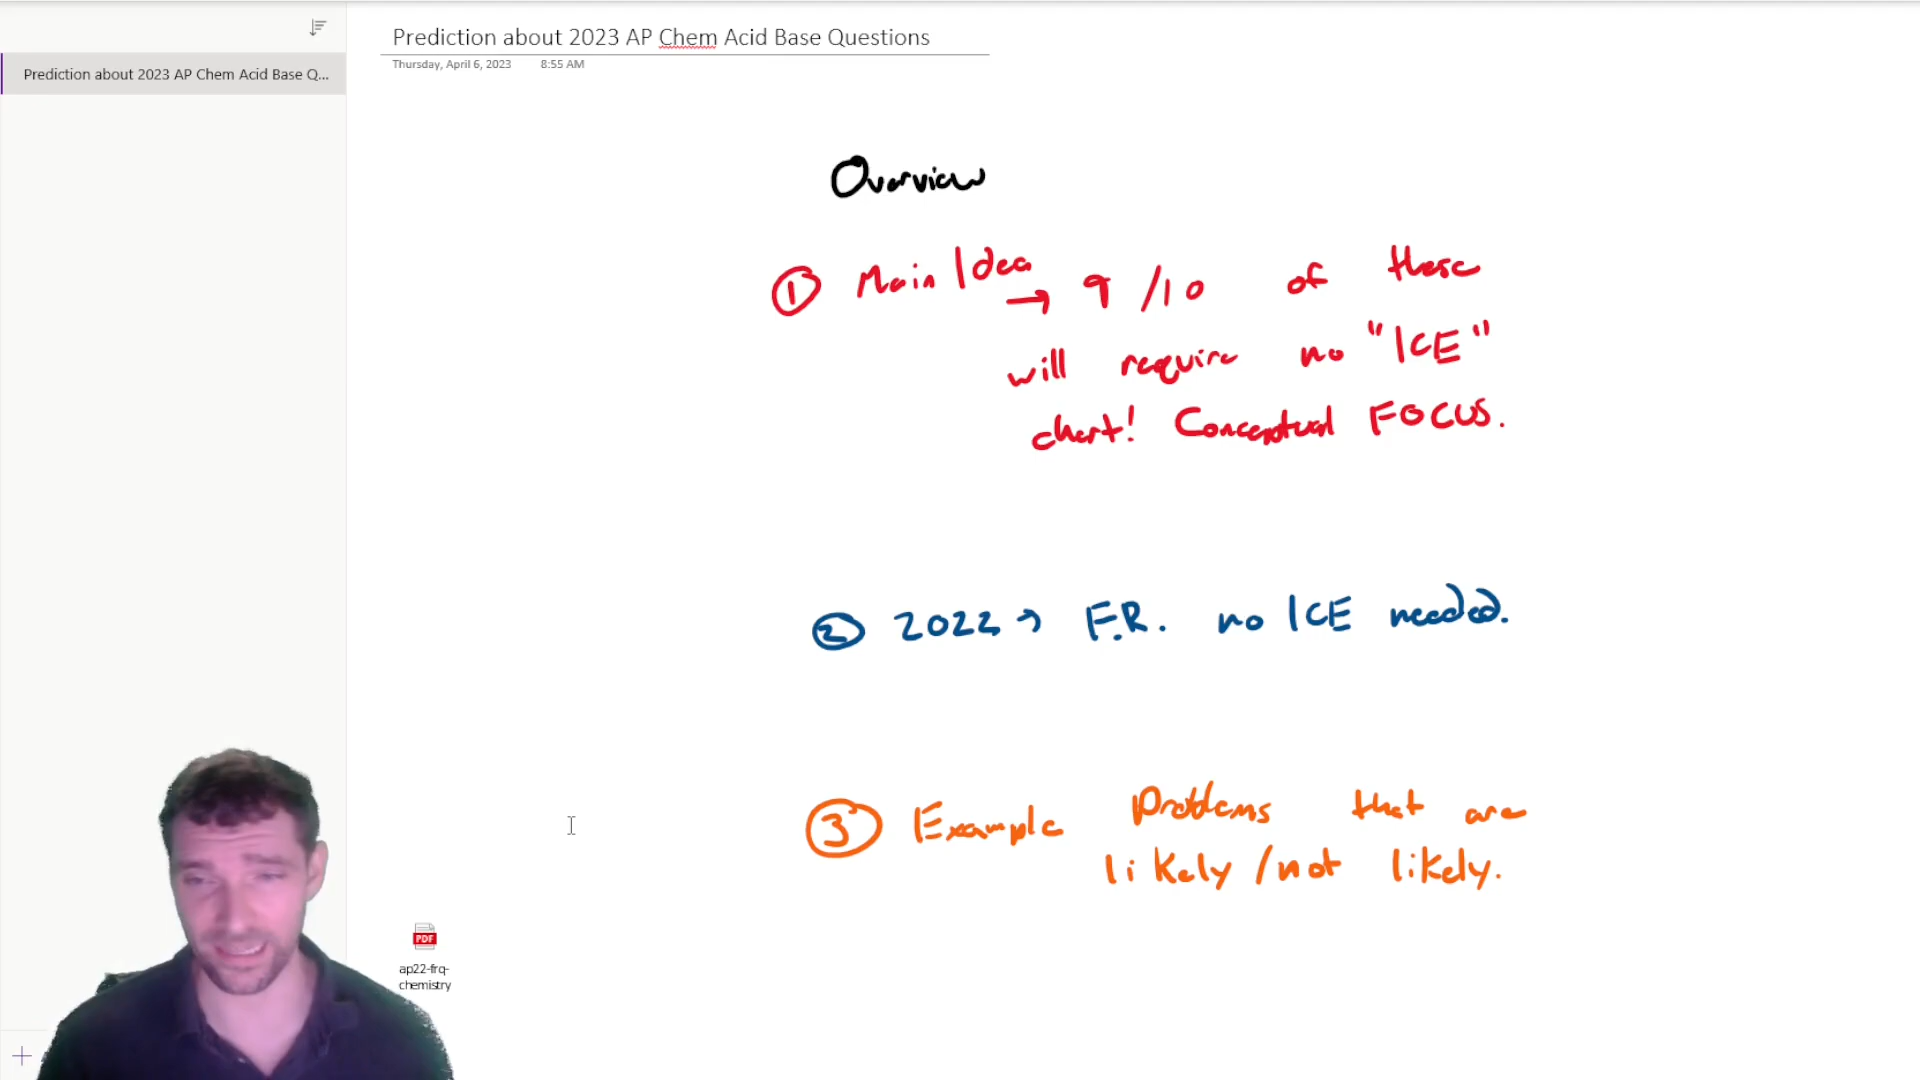 Prediction about 2023 AP Chem Acid Base Questions
Thursday, April 6, 2023 8:55 AM
Prediction about 2023 AP Chem Acid Base Q...
Overview
① Main Idea
→ 9/10 of these
will require no "ICE"
chart! Conceptual FOCUS.
② 2022 → F.R. no ICE needed.
③ Example Problems that are
likely/not likely.
PDF
ap22-frq-
chemistry